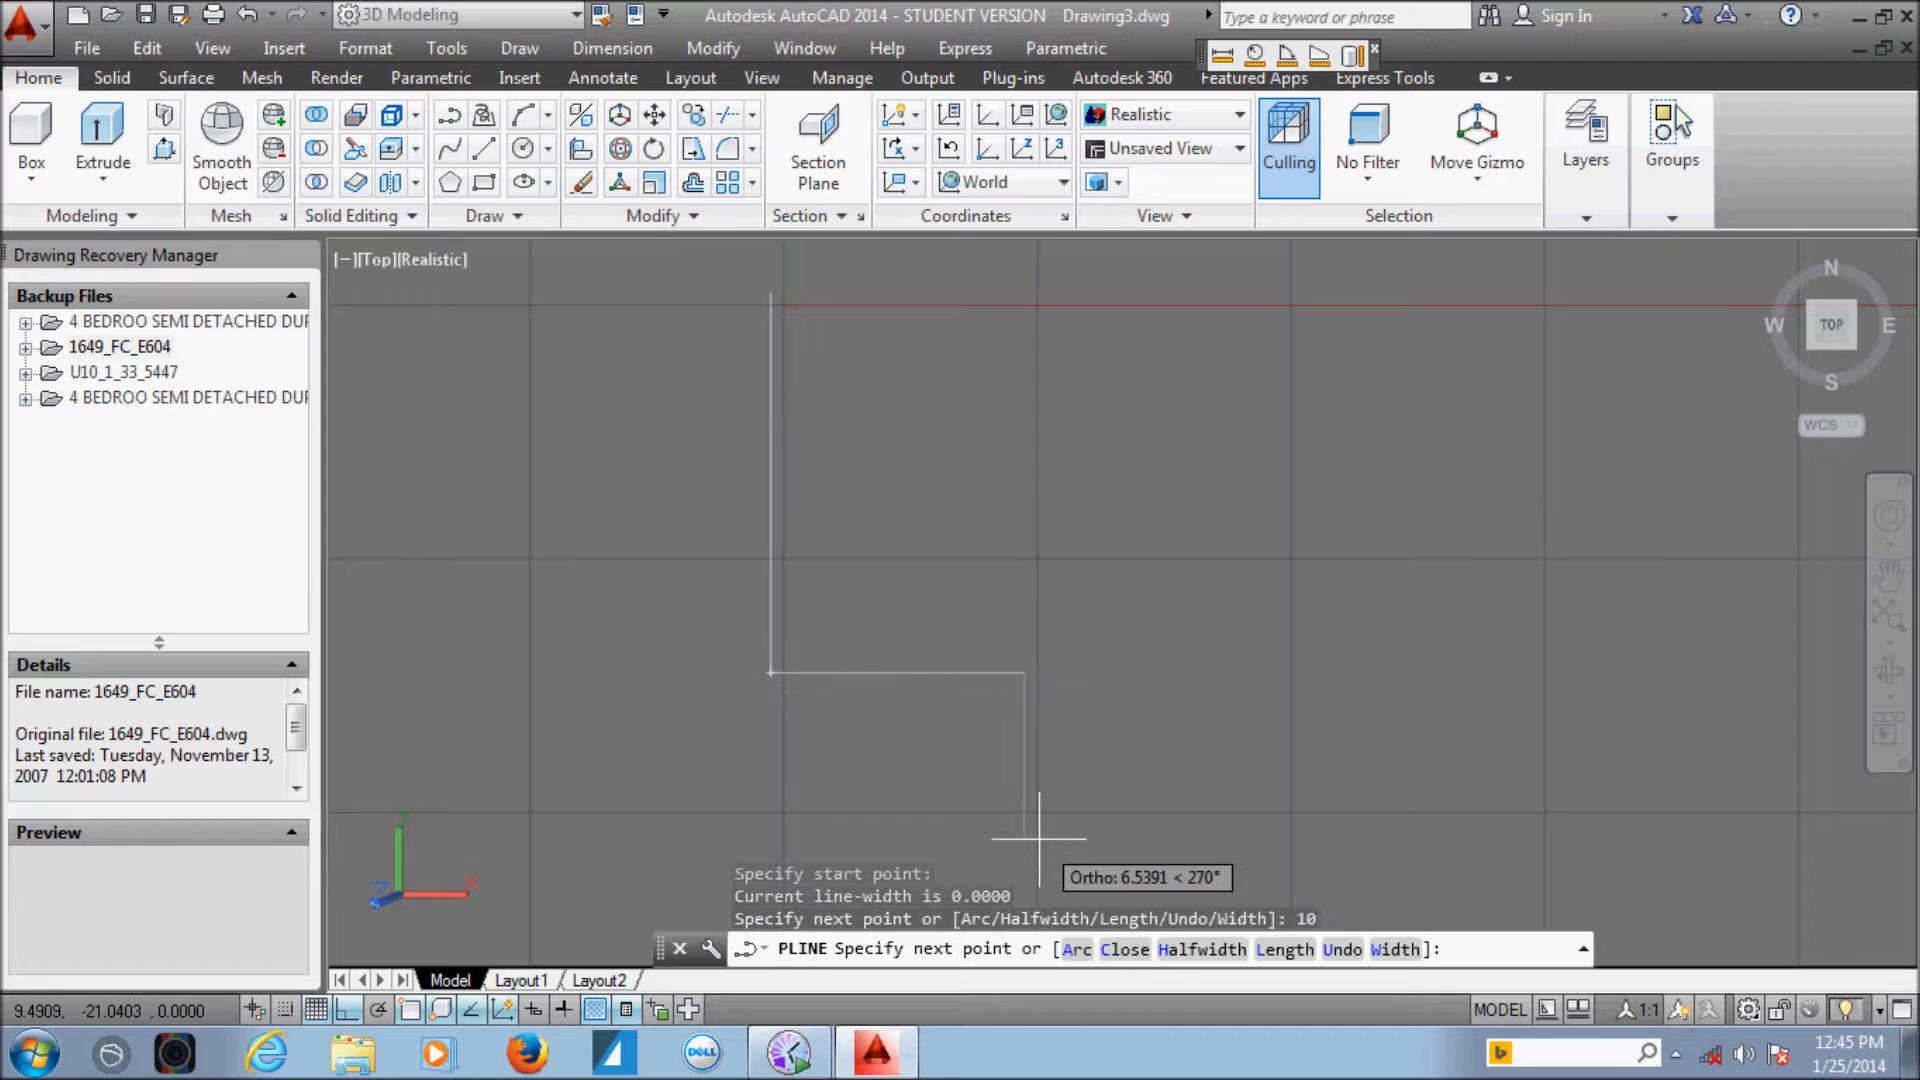 3D Modeling
Autodesk AutoCAD 2014 - STUDENT VERSION Drawing3.dwg
Type a keyword or phrase
Sign In
File Edit View Insert Format Tools Draw Dimension Modify Window Help Express Parametric
Home Solid Surface Mesh Render Parametric Insert Annotate Layout View Manage Output Plug-ins Autodesk 360 Featured Apps Express Tools
Realistic
Unsaved View
World
Box
Extrude
Smooth Object
Section Plane
Culling
No Filter
Move Gizmo
Layers
Groups
Modeling
Mesh
Solid Editing
Draw
Modify
Section
Coordinates
View
Selection
Drawing Recovery Manager
Backup Files
4 BEDROO SEMI DETACHED DUP
1649_FC_E604
U10_1_33_5447
4 BEDROO SEMI DETACHED DUP
Details
File name: 1649_FC_E604
Original file: 1649_FC_E604.dwg
Last saved: Tuesday, November 13,
2007 12:01:08 PM
Preview
[−][Top][Realistic]
N
W
TOP
E
S
WCS
Y
Z
X
Ortho: 6.5391 < 270°
Specify start point:
Current line-width is 0.0000
Specify next point or [Arc/Halfwidth/Length/Undo/Width]: 10
PLINE Specify next point or [Arc Close Halfwidth Length Undo Width]:
Model Layout1 Layout2
9.4909, -21.0403 , 0.0000
MODEL
1:1
DELL
12:45 PM
1/25/2014